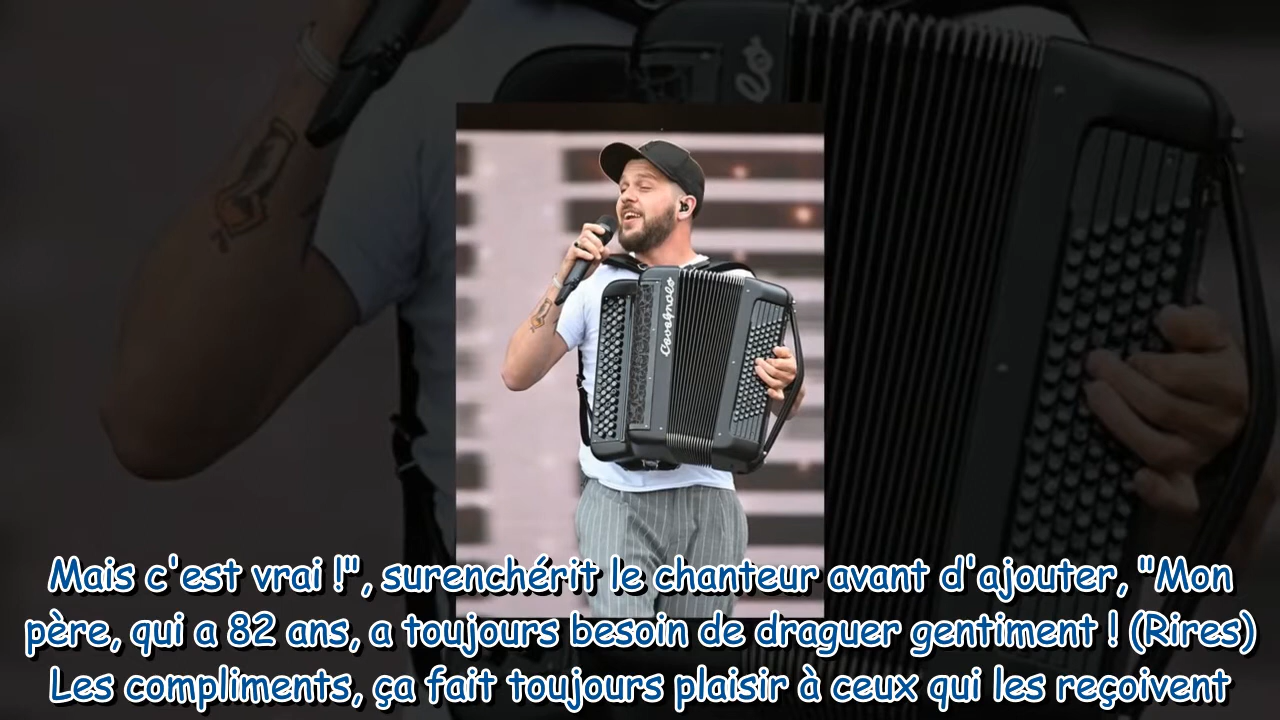 Cavagnolo
Mais c'est vrai !", surenchérit le chanteur avant d'ajouter, "Mon
père, qui a 82 ans, a toujours besoin de draguer gentiment ! (Rires)
Les compliments, ça fait toujours plaisir à ceux qui les reçoivent